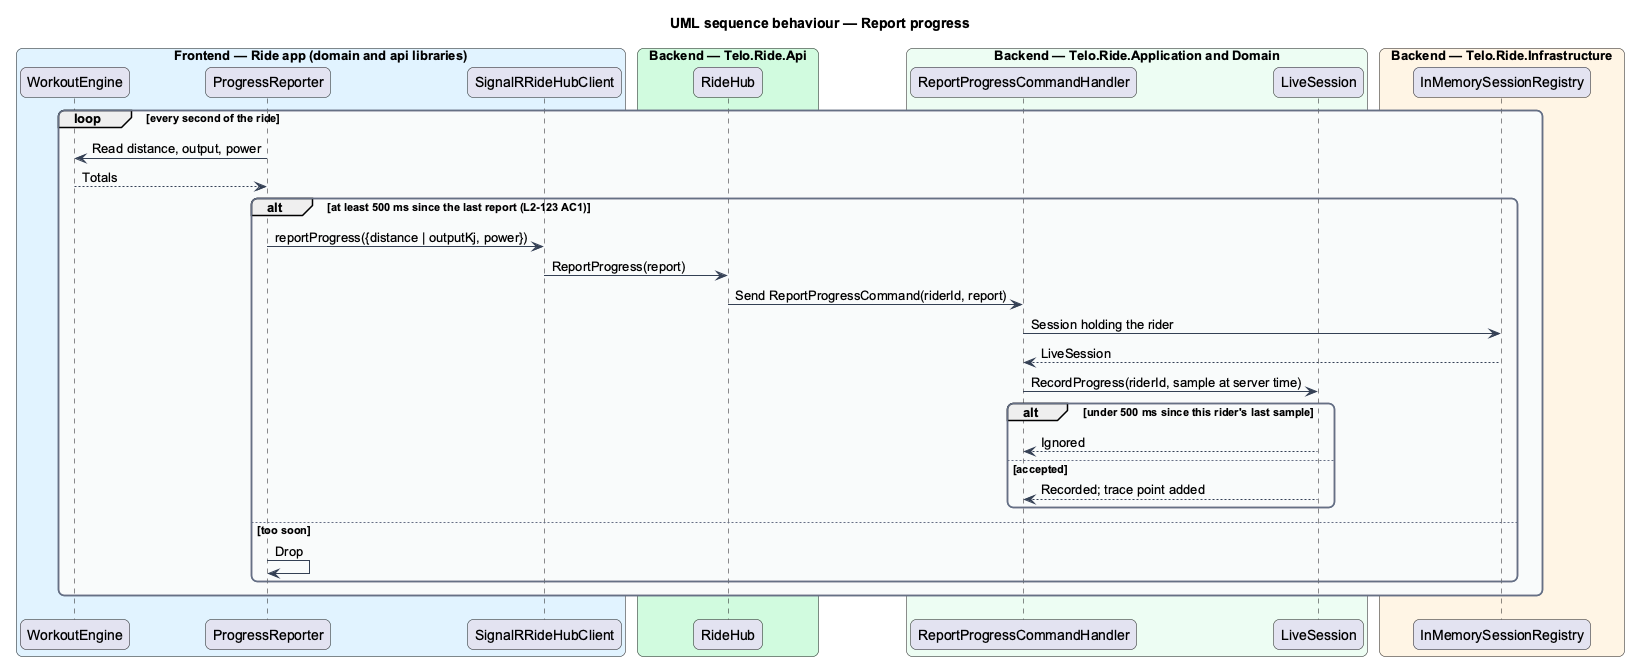 UML sequence behaviour — Report progress
Frontend — Ride app (domain and api libraries)
Backend — Telo.Ride.Api
Backend — Telo.Ride.Application and Domain
Backend — Telo.Ride.Infrastructure
WorkoutEngine
ProgressReporter
SignalRRideHubClient
RideHub
ReportProgressCommandHandler
LiveSession
InMemorySessionRegistry
loop [every second of the ride]
Read distance, output, power
Totals
alt [at least 500 ms since the last report (L2-123 AC1)]
reportProgress({distance | outputKj, power})
ReportProgress(report)
Send ReportProgressCommand(riderId, report)
Session holding the rider
LiveSession
RecordProgress(riderId, sample at server time)
alt [under 500 ms since this rider's last sample]
Ignored
[accepted]
Recorded; trace point added
[too soon]
Drop
WorkoutEngine
ProgressReporter
SignalRRideHubClient
RideHub
ReportProgressCommandHandler
LiveSession
InMemorySessionRegistry